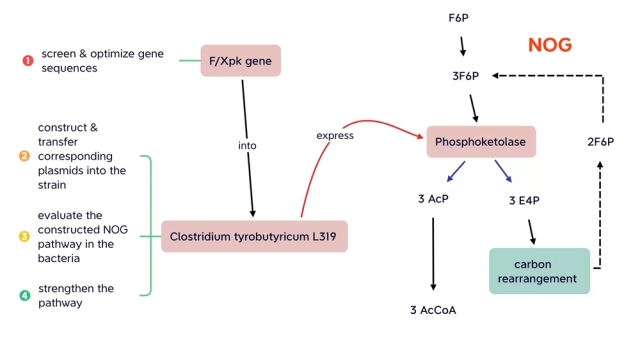 1 screen & optimize gene
sequences
2 construct &
transfer
corresponding
plasmids into the
strain
3 evaluate the
constructed NOG
pathway in the
bacteria
4 strengthen the
pathway
F/Xpk gene
into
Clostridium tyrobutyricum L319
express
F6P
NOG
3F6P
Phosphoketolase
2F6P
3 AcP
3 E4P
carbon
rearrangement
3 AcCoA